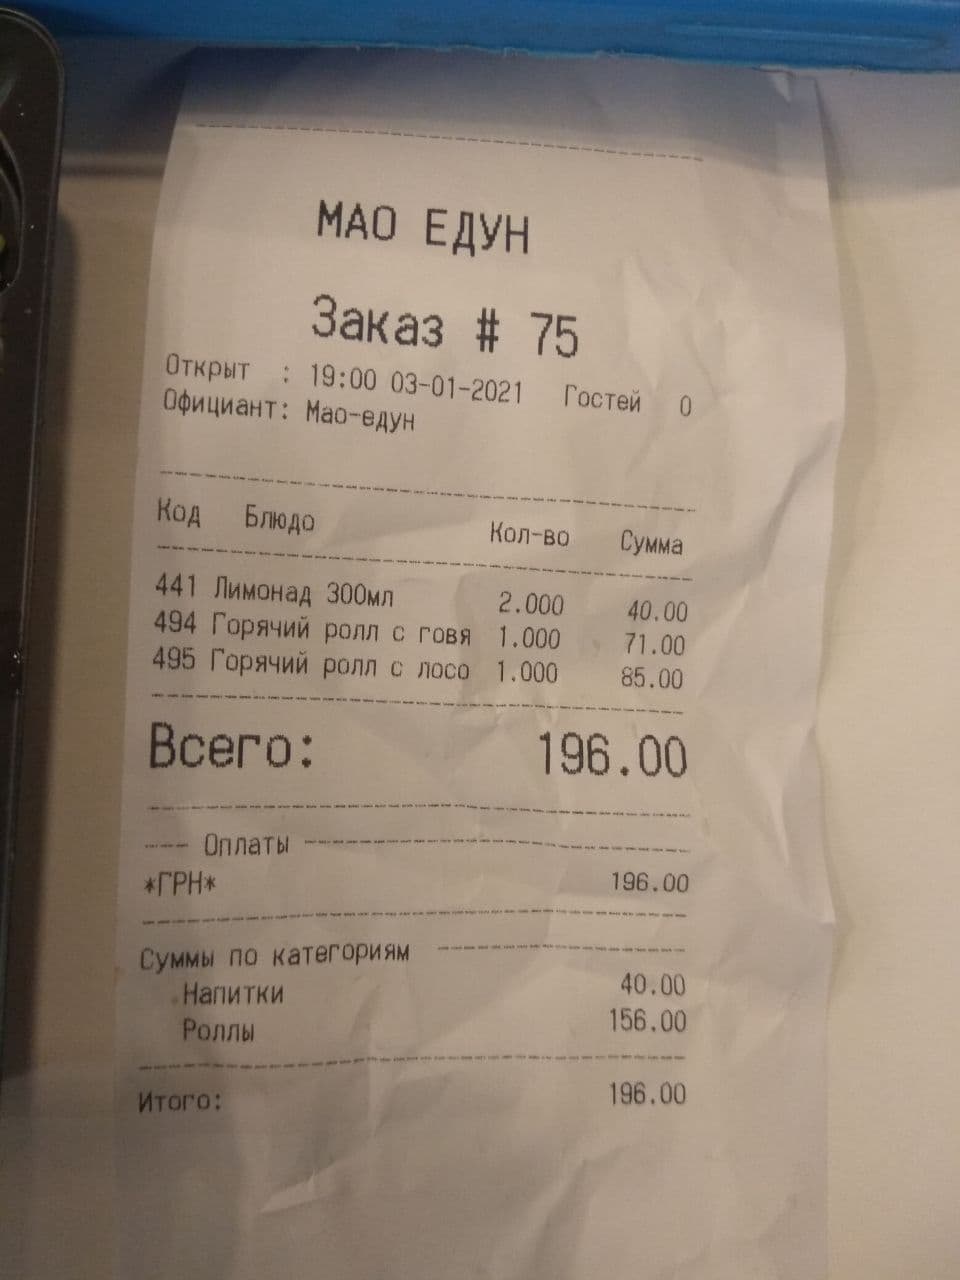 МАО ЕДУН
Заказ # 75
Открыт : 19:00 03-01-2021 Гостей 0
Официант: Мао-едун
Код Блюдо Кол-во Сумма
441 Лимонад 300мл 2.000 40.00
494 Горячий ролл с говя 1.000 71.00
495 Горячий ролл с лосо 1.000 85.00
Всего: 196.00
Оплаты
*ГРН* 196.00
Суммы по категориям
Напитки 40.00
Роллы 156.00
Итого: 196.00